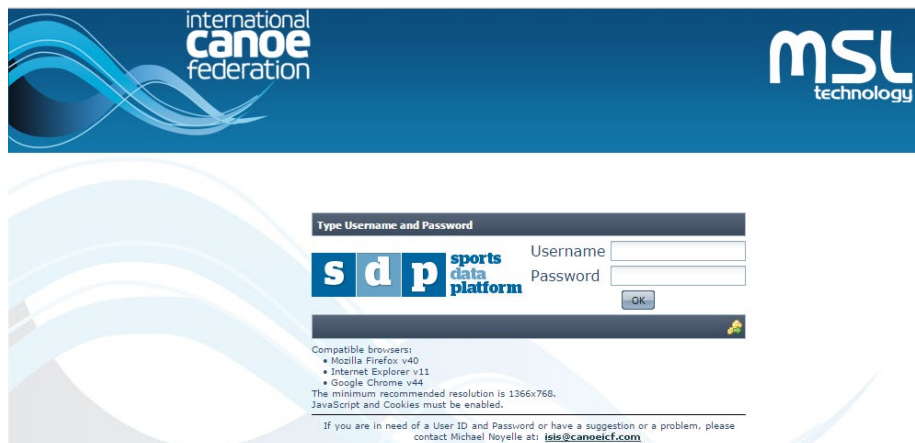 international
canoe
federation
msl
technology
Type Username and Password
s d p
sports
data
platform
Username
Password
OK
Compatible browsers:
• Mozilla Firefox v40
• Internet Explorer v11
• Google Chrome v44
The minimum recommended resolution is 1366x768.
JavaScript and Cookies must be enabled.
If you are in need of a User ID and Password or have a suggestion or a problem, please
contact Michael Noyelle at: isis@canoeicf.com